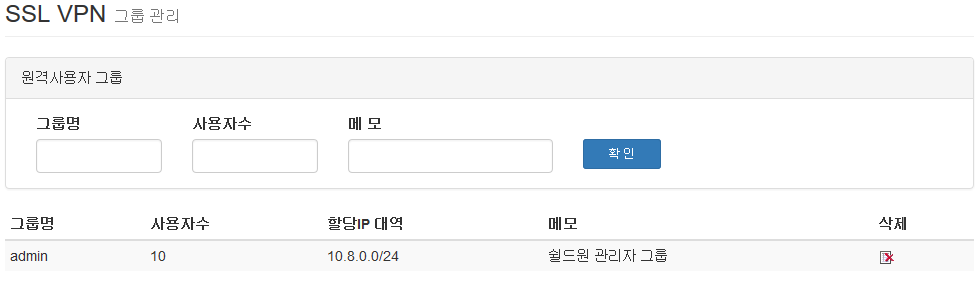 SSL VPN 그룹 관리
원격사용자 그룹
그룹명 사용자수 메 모
확 인
그룹명 사용자수 할당IP 대역 메모 삭제
admin 10 10.8.0.0/24 쉴드원 관리자 그룹